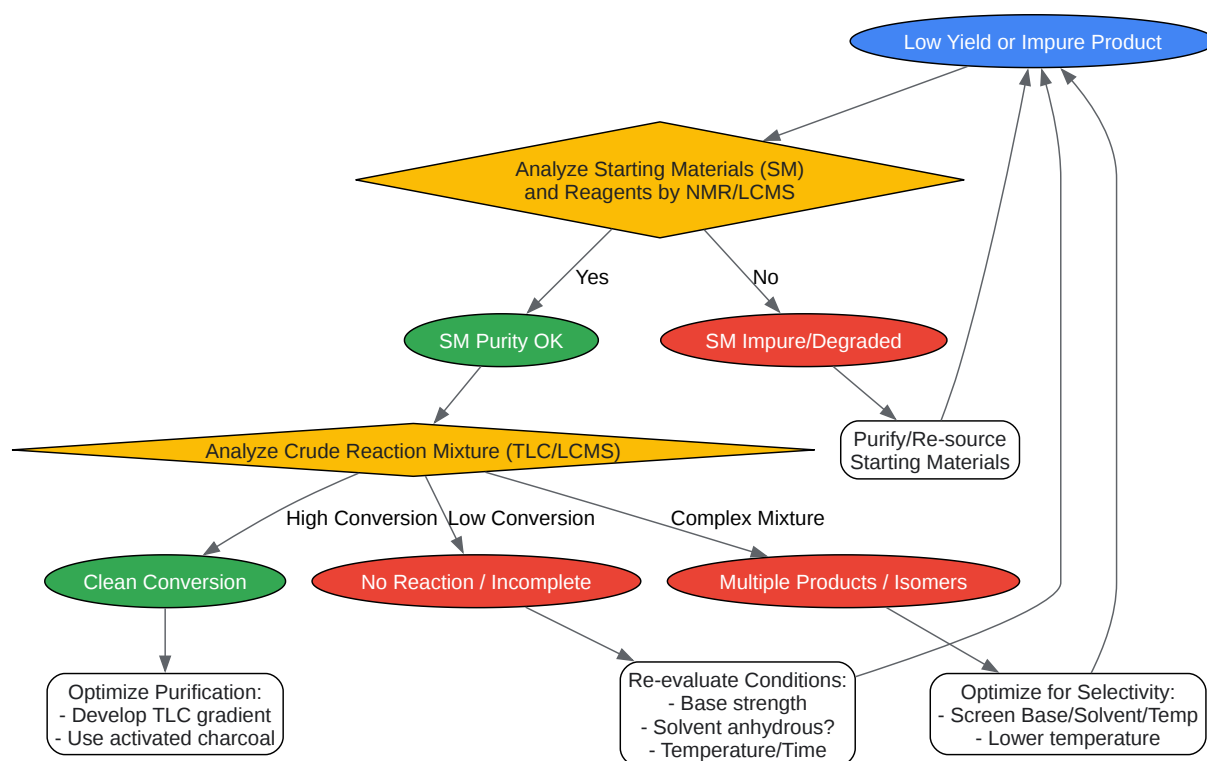 Low Yield or Impure Product
Analyze Starting Materials (SM)
and Reagents by NMR/LCMS
Yes
No
SM Purity OK
SM Impure/Degraded
Analyze Crude Reaction Mixture (TLC/LCMS)
Purify/Re-source
Starting Materials
High Conversion
Low Conversion
Complex Mixture
Clean Conversion
No Reaction / Incomplete
Multiple Products / Isomers
Optimize Purification:
- Develop TLC gradient
- Use activated charcoal
Re-evaluate Conditions:
- Base strength
- Solvent anhydrous?
- Temperature/Time
Optimize for Selectivity:
- Screen Base/Solvent/Temp
- Lower temperature